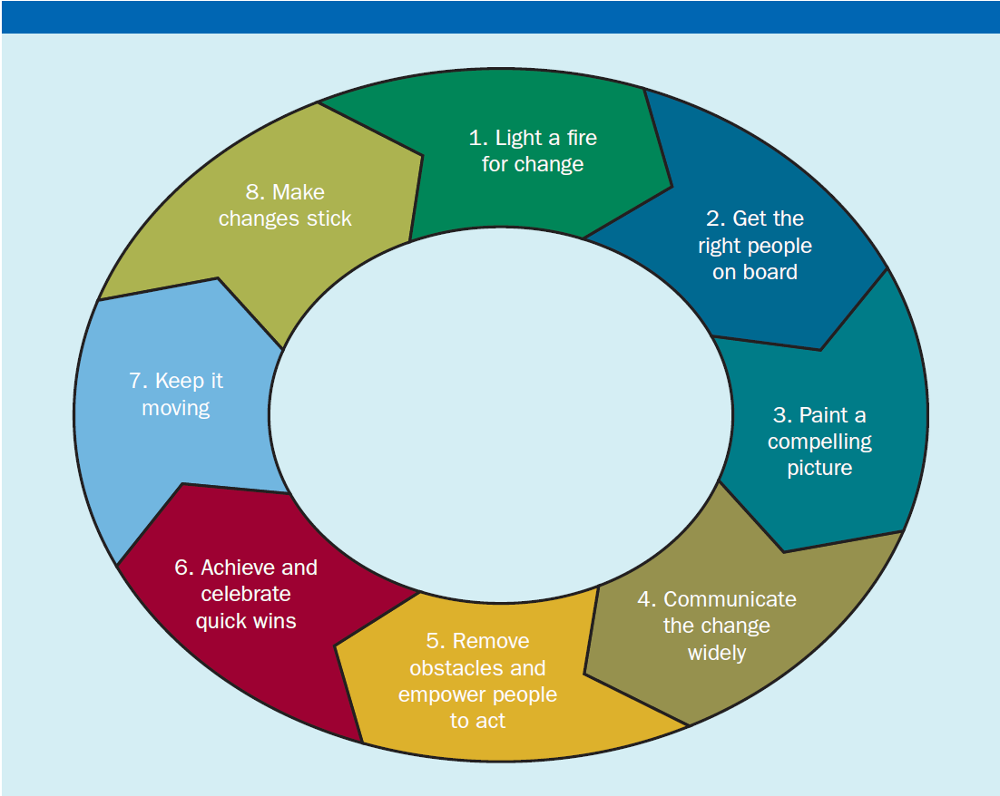 1. Light a fire
for change
2. Get the
right people
on board
3. Paint a
compelling
picture
4. Communicate
the change
widely
5. Remove
obstacles and
empower people
to act
6. Achieve and
celebrate
quick wins
7. Keep it
moving
8. Make
changes stick